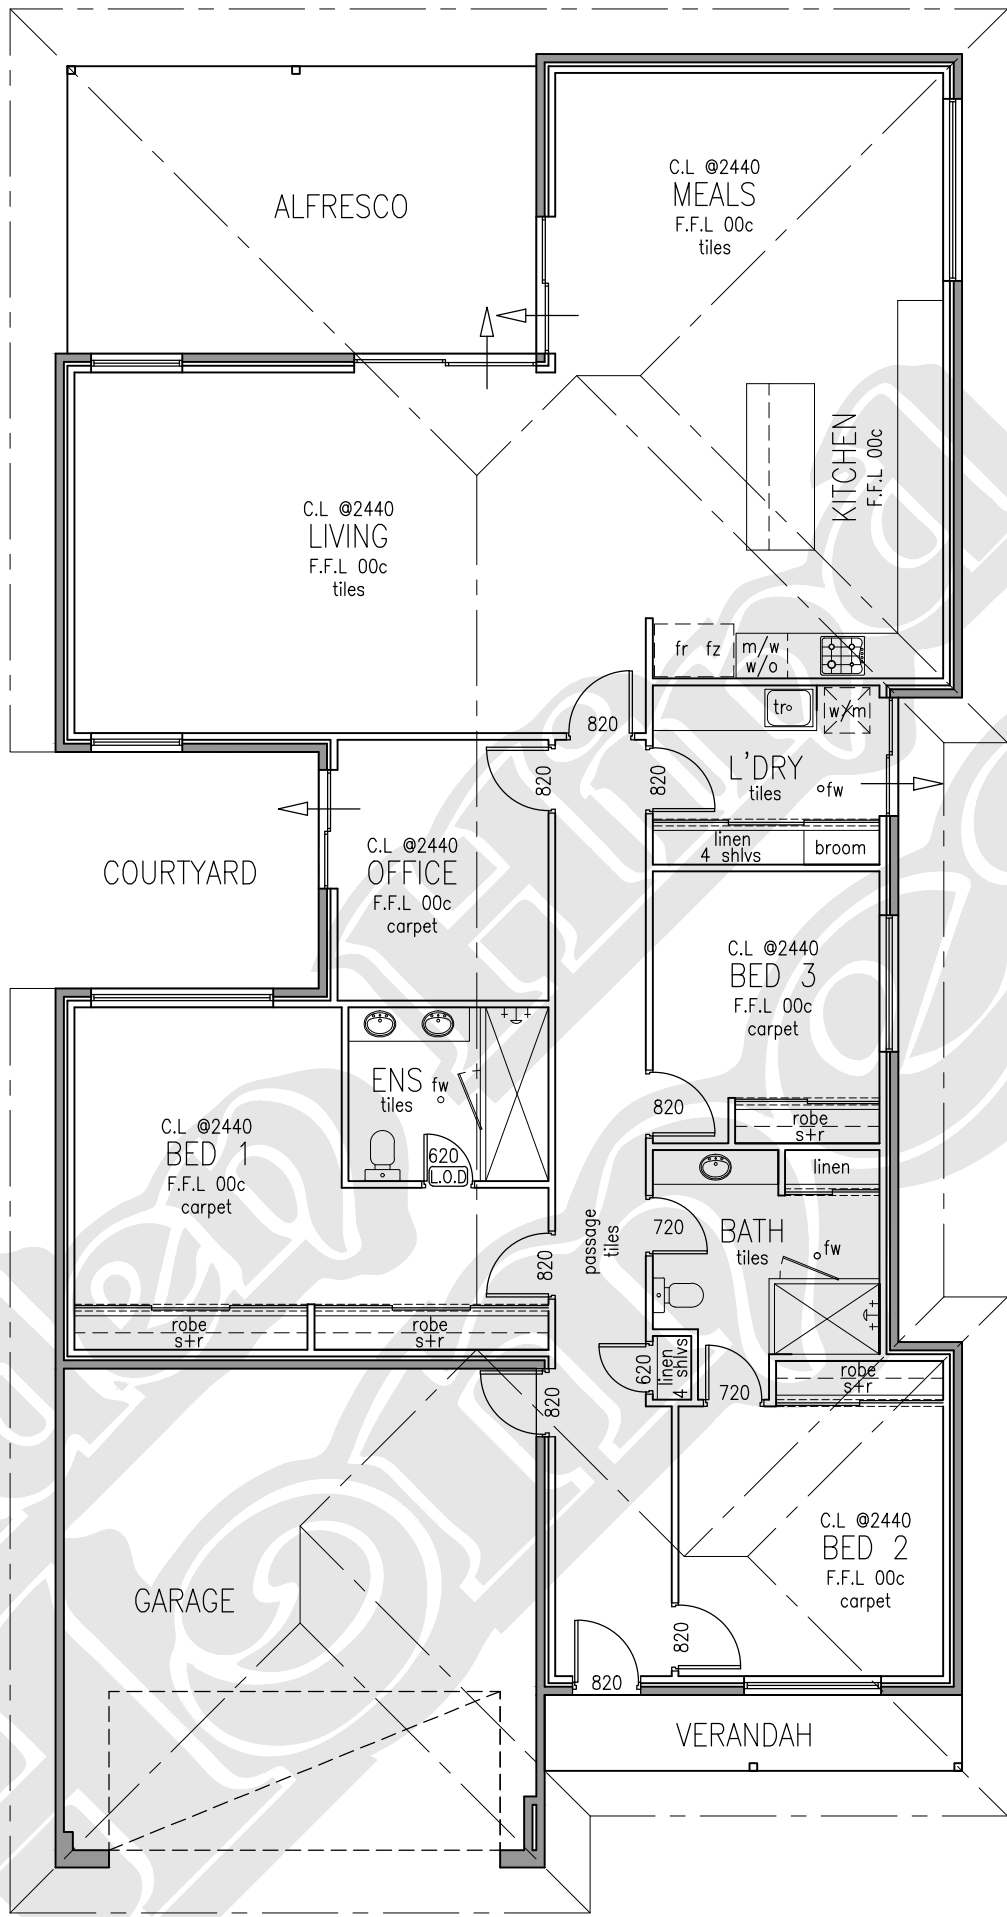 C.L @2440
MEALS
F.F.L 00c
tiles
ALFRESCO
KITCHEN
F.F.L 00c
C.L @2440
LIVING
F.F.L 00c
tiles
fr fz
m/w
w/o
tr
w/m
820
820
820
L'DRY
tiles
fw
linen
4 shlvs
broom
COURTYARD
C.L @2440
OFFICE
F.F.L 00c
carpet
C.L @2440
BED 3
F.F.L 00c
carpet
ENS
tiles
fw
820
robe
s+r
C.L @2440
BED 1
F.F.L 00c
carpet
620
L.O.D
linen
passage
tiles
720
BATH
tiles
fw
820
robe
s+r
robe
s+r
620
linen
4 shlvs
720
robe
s+r
820
C.L @2440
BED 2
F.F.L 00c
carpet
GARAGE
820
820
VERANDAH